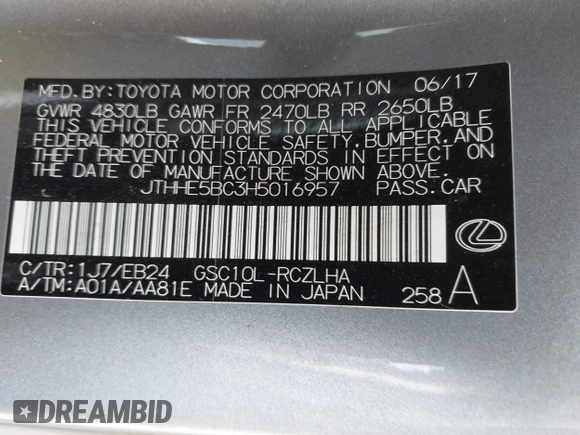 MFD.BY:TOYOTA MOTOR CORPORATION 06/17
GVWR 4830LB GAWR FR 2470LB RR 2650LB
THIS VEHICLE CONFORMS TO ALL APPLICABLE
FEDERAL MOTOR VEHICLE SAFETY,BUMPER,AND
THEFT PREVENTION STANDARDS IN EFFECT ON
THE DATE OF MANUFACTURE SHOWN ABOVE.
JTHHE5BC3H5016957 PASS.CAR
C/TR:1J7/EB24 GSC10L-RCZLHA
A/TM:A01A/AA81E MADE IN JAPAN 258 A
DREAMBID